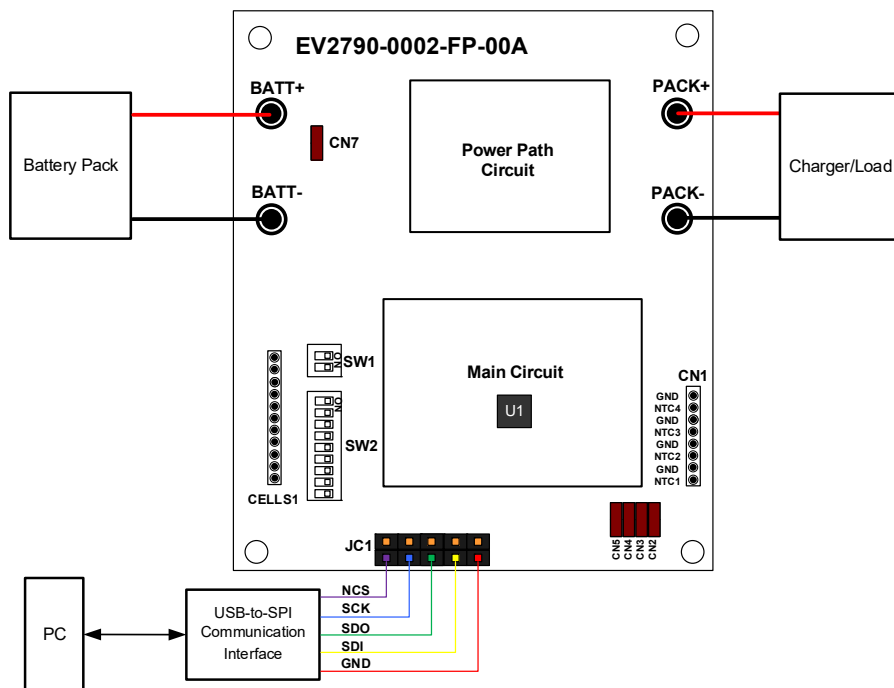 EV2790-0002-FP-00A
BATT+
PACK+
CN7
Battery Pack
Power Path
Circuit
Charger/Load
BATT-
PACK-
SW1
ON
Main Circuit
U1
CN1
GND
NTC4
GND
NTC3
GND
NTC2
GND
NTC1
ON
SW2
CELLS1
CN5
CN4
CN3
CN2
JC1
NCS
SCK
SDO
SDI
GND
PC
USB-to-SPI
Communication
Interface